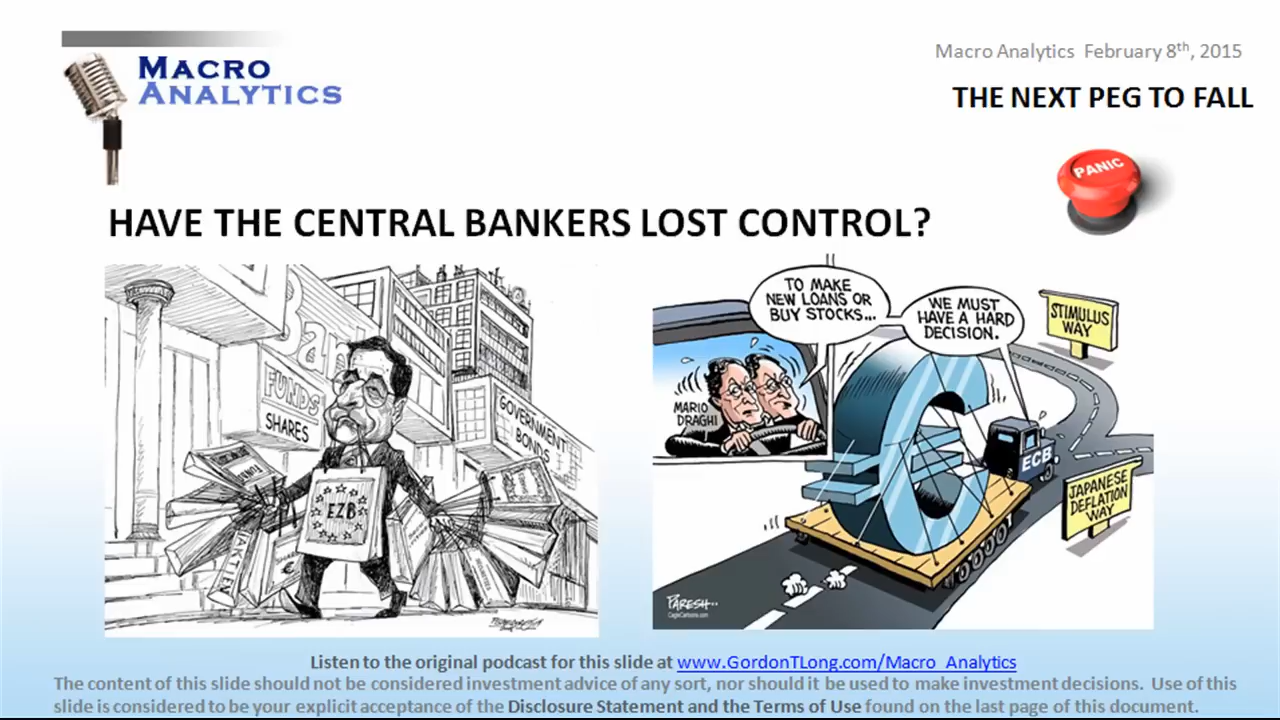 MACRO
ANALYTICS
Macro Analytics February 8th, 2015
THE NEXT PEG TO FALL
PANIC
HAVE THE CENTRAL BANKERS LOST CONTROL?
Ban
FUNDS
SHARES
GOVERNMENT
BONDS
EZB
€
TO MAKE
NEW LOANS OR
BUY STOCKS...
WE MUST
HAVE A HARD
DECISION.
STIMULUS
WAY
MARIO
DRAGHI
ECB
JAPANESE
DEFLATION
WAY
PARESH..
CagleCartoons.com
Listen to the original podcast for this slide at www.GordonTLong.com/Macro_Analytics
The content of this slide should not be considered investment advice of any sort, nor should it be used to make investment decisions. Use of this
slide is considered to be your explicit acceptance of the Disclosure Statement and the Terms of Use found on the last page of this document.